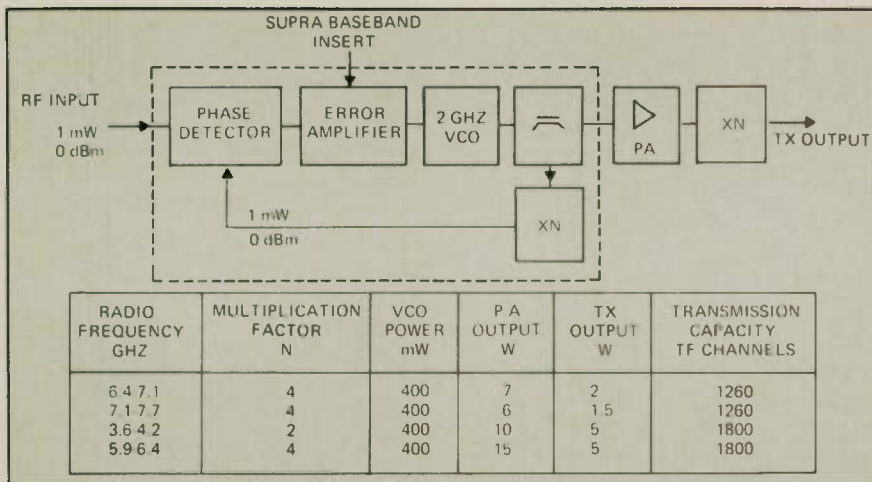 SUPRA BASEBAND
INSERT
RF INPUT
1 mW
0 dBm
PHASE
DETECTOR
ERROR
AMPLIFIER
2 GHZ
VCO
PA
XN
TX OUTPUT
1 mW
0 dBm
XN
RADIO
FREQUENCY
GHZ
MULTIPLICATION
FACTOR
N
VCO
POWER
mW
P A
OUTPUT
W
TX
OUTPUT
W
TRANSMISSION
CAPACITY
TF CHANNELS
6.4-7.1 4 400 7 2 1260
7.1-7.7 4 400 6 1.5 1260
3.6-4.2 2 400 10 5 1800
5.9-6.4 4 400 15 5 1800